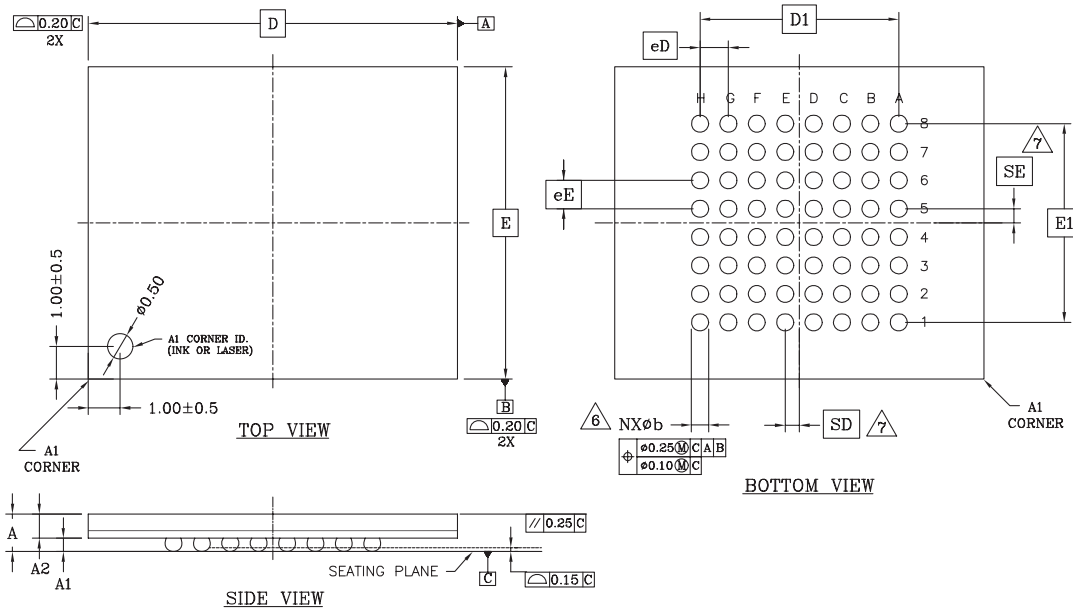 ⌓ 0.20 C
2X
D
A
E
1.00±0.5
ø0.50
A1 CORNER ID.
(INK OR LASER)
1.00±0.5
B
⌓ 0.20 C
2X
TOP VIEW
A1
CORNER
D1
eD
H G F E D C B A
8
7
6
5
4
3
2
1
7
SE
eE
E1
6 NXøb
⌖ ø0.25 Ⓜ C A B
ø0.10 Ⓜ C
SD 7
A1
CORNER
BOTTOM VIEW
A
A2
A1
// 0.25 C
SEATING PLANE
C
⌓ 0.15 C
SIDE VIEW